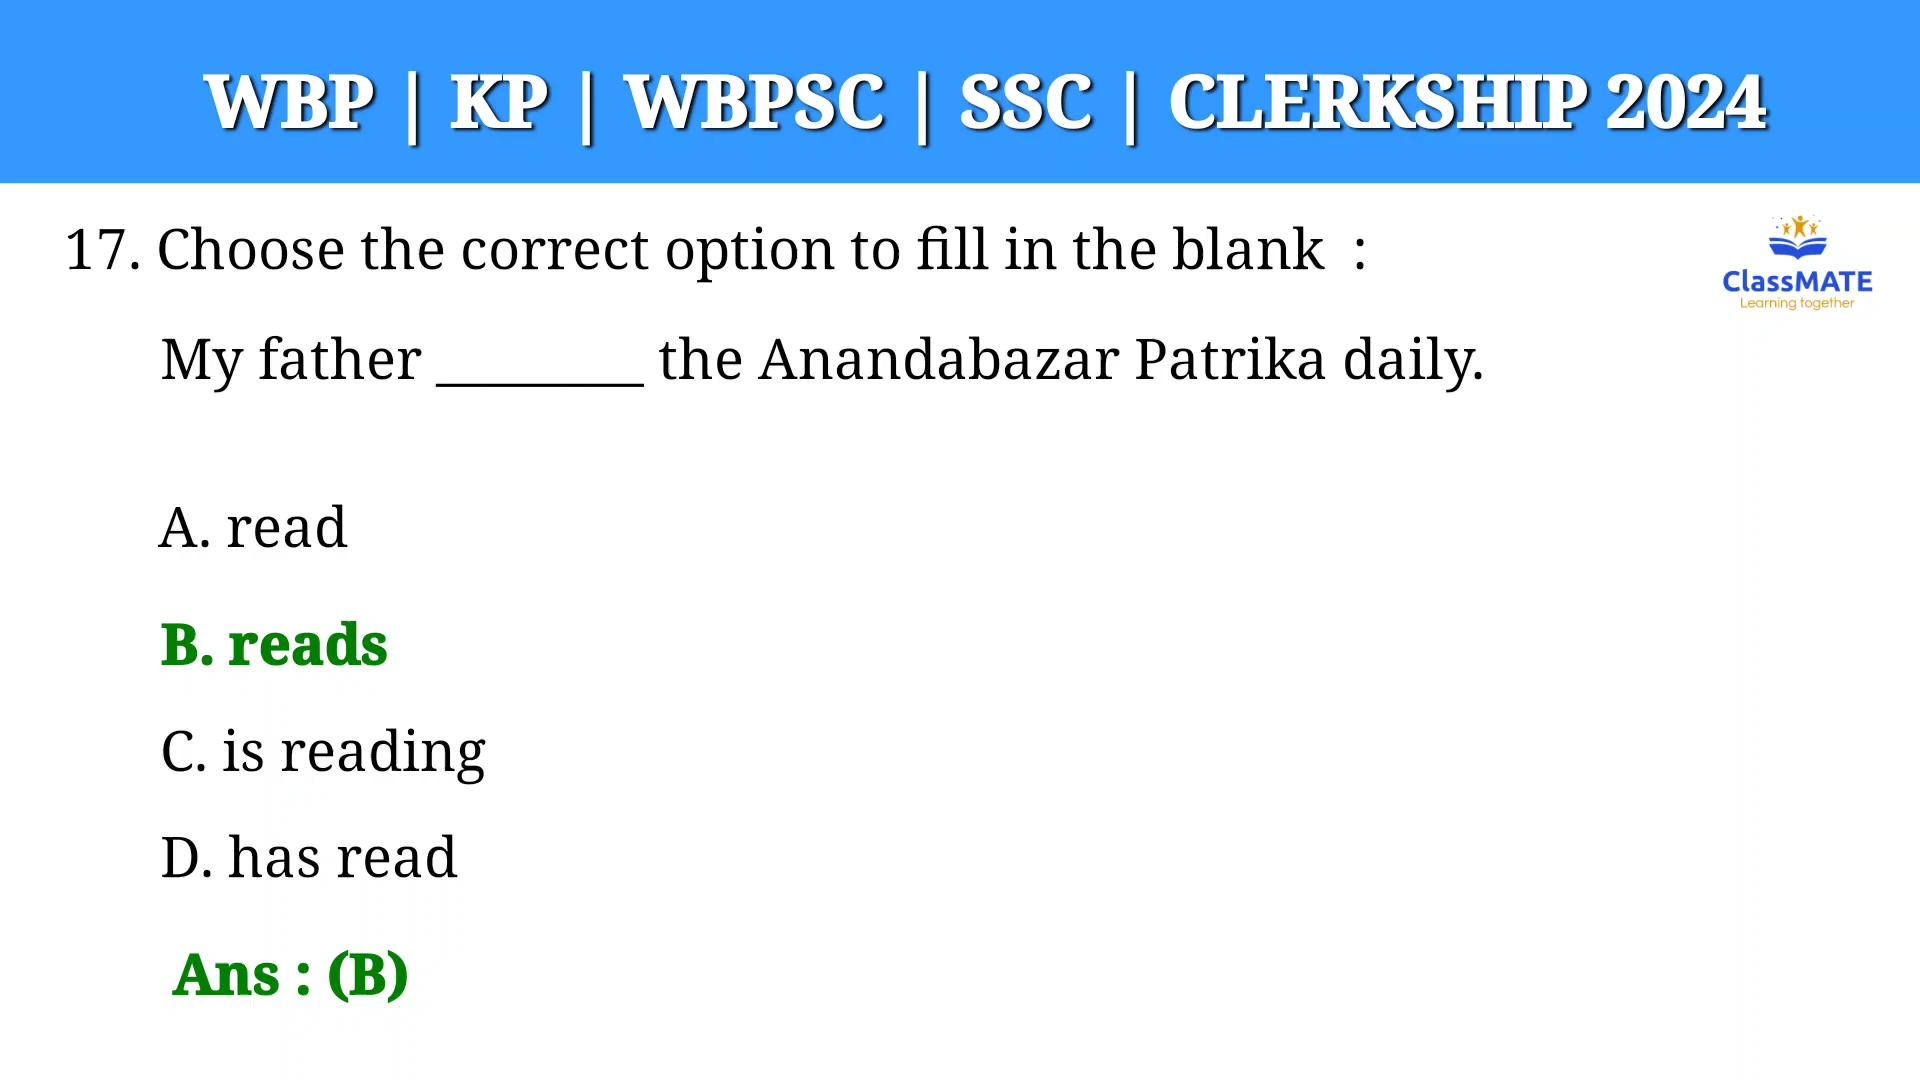 WBP | KP | WBPSC | SSC | CLERKSHIP 2024
17. Choose the correct option to fill in the blank :
ClassMATE
Learning together
My father ________ the Anandabazar Patrika daily.
A. read
B. reads
C. is reading
D. has read
Ans : (B)